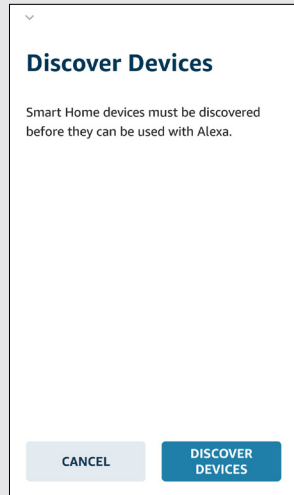 Discover Devices
Smart Home devices must be discovered
before they can be used with Alexa.
CANCEL
DISCOVER
DEVICES